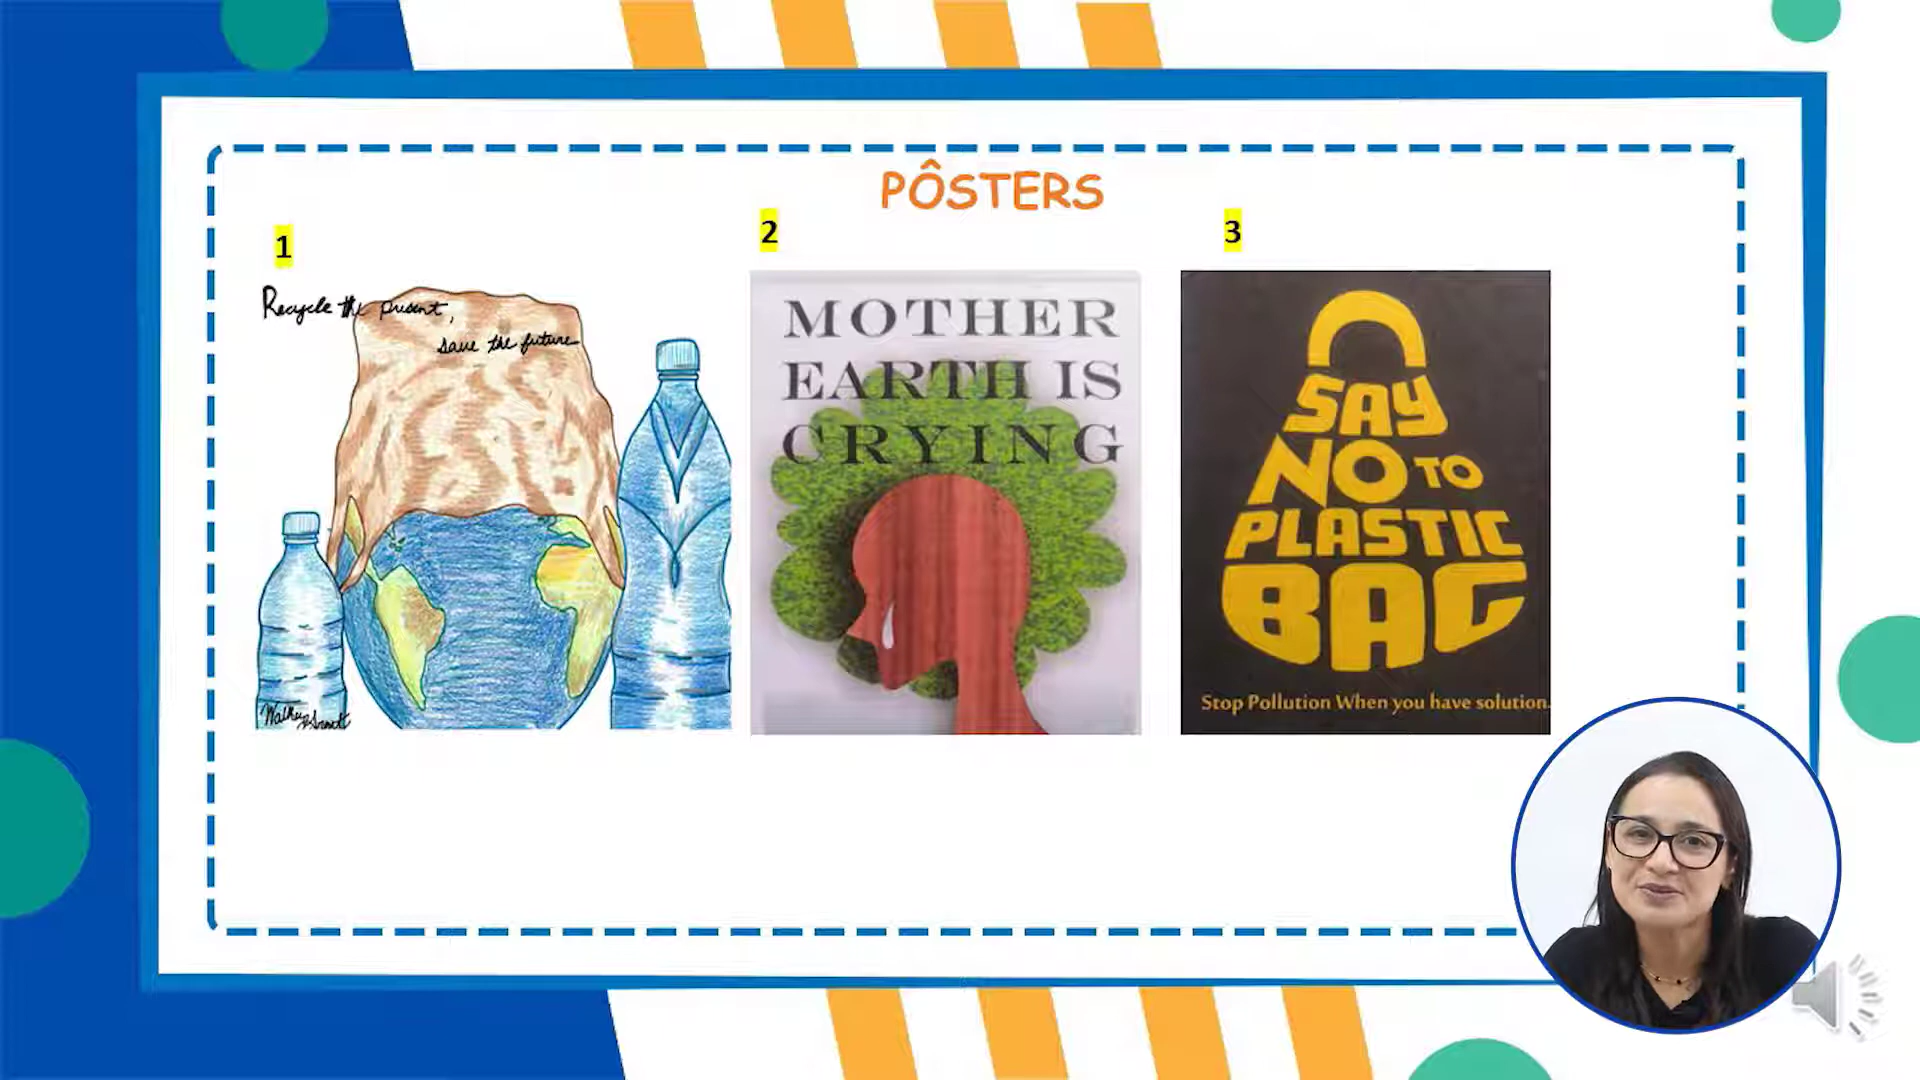 PÔSTERS
1
Recycle the present,
save the future
2
MOTHER
EARTH IS
CRYING
3
SAY
NO TO
PLASTIC
BAG
Stop Pollution When you have solution.